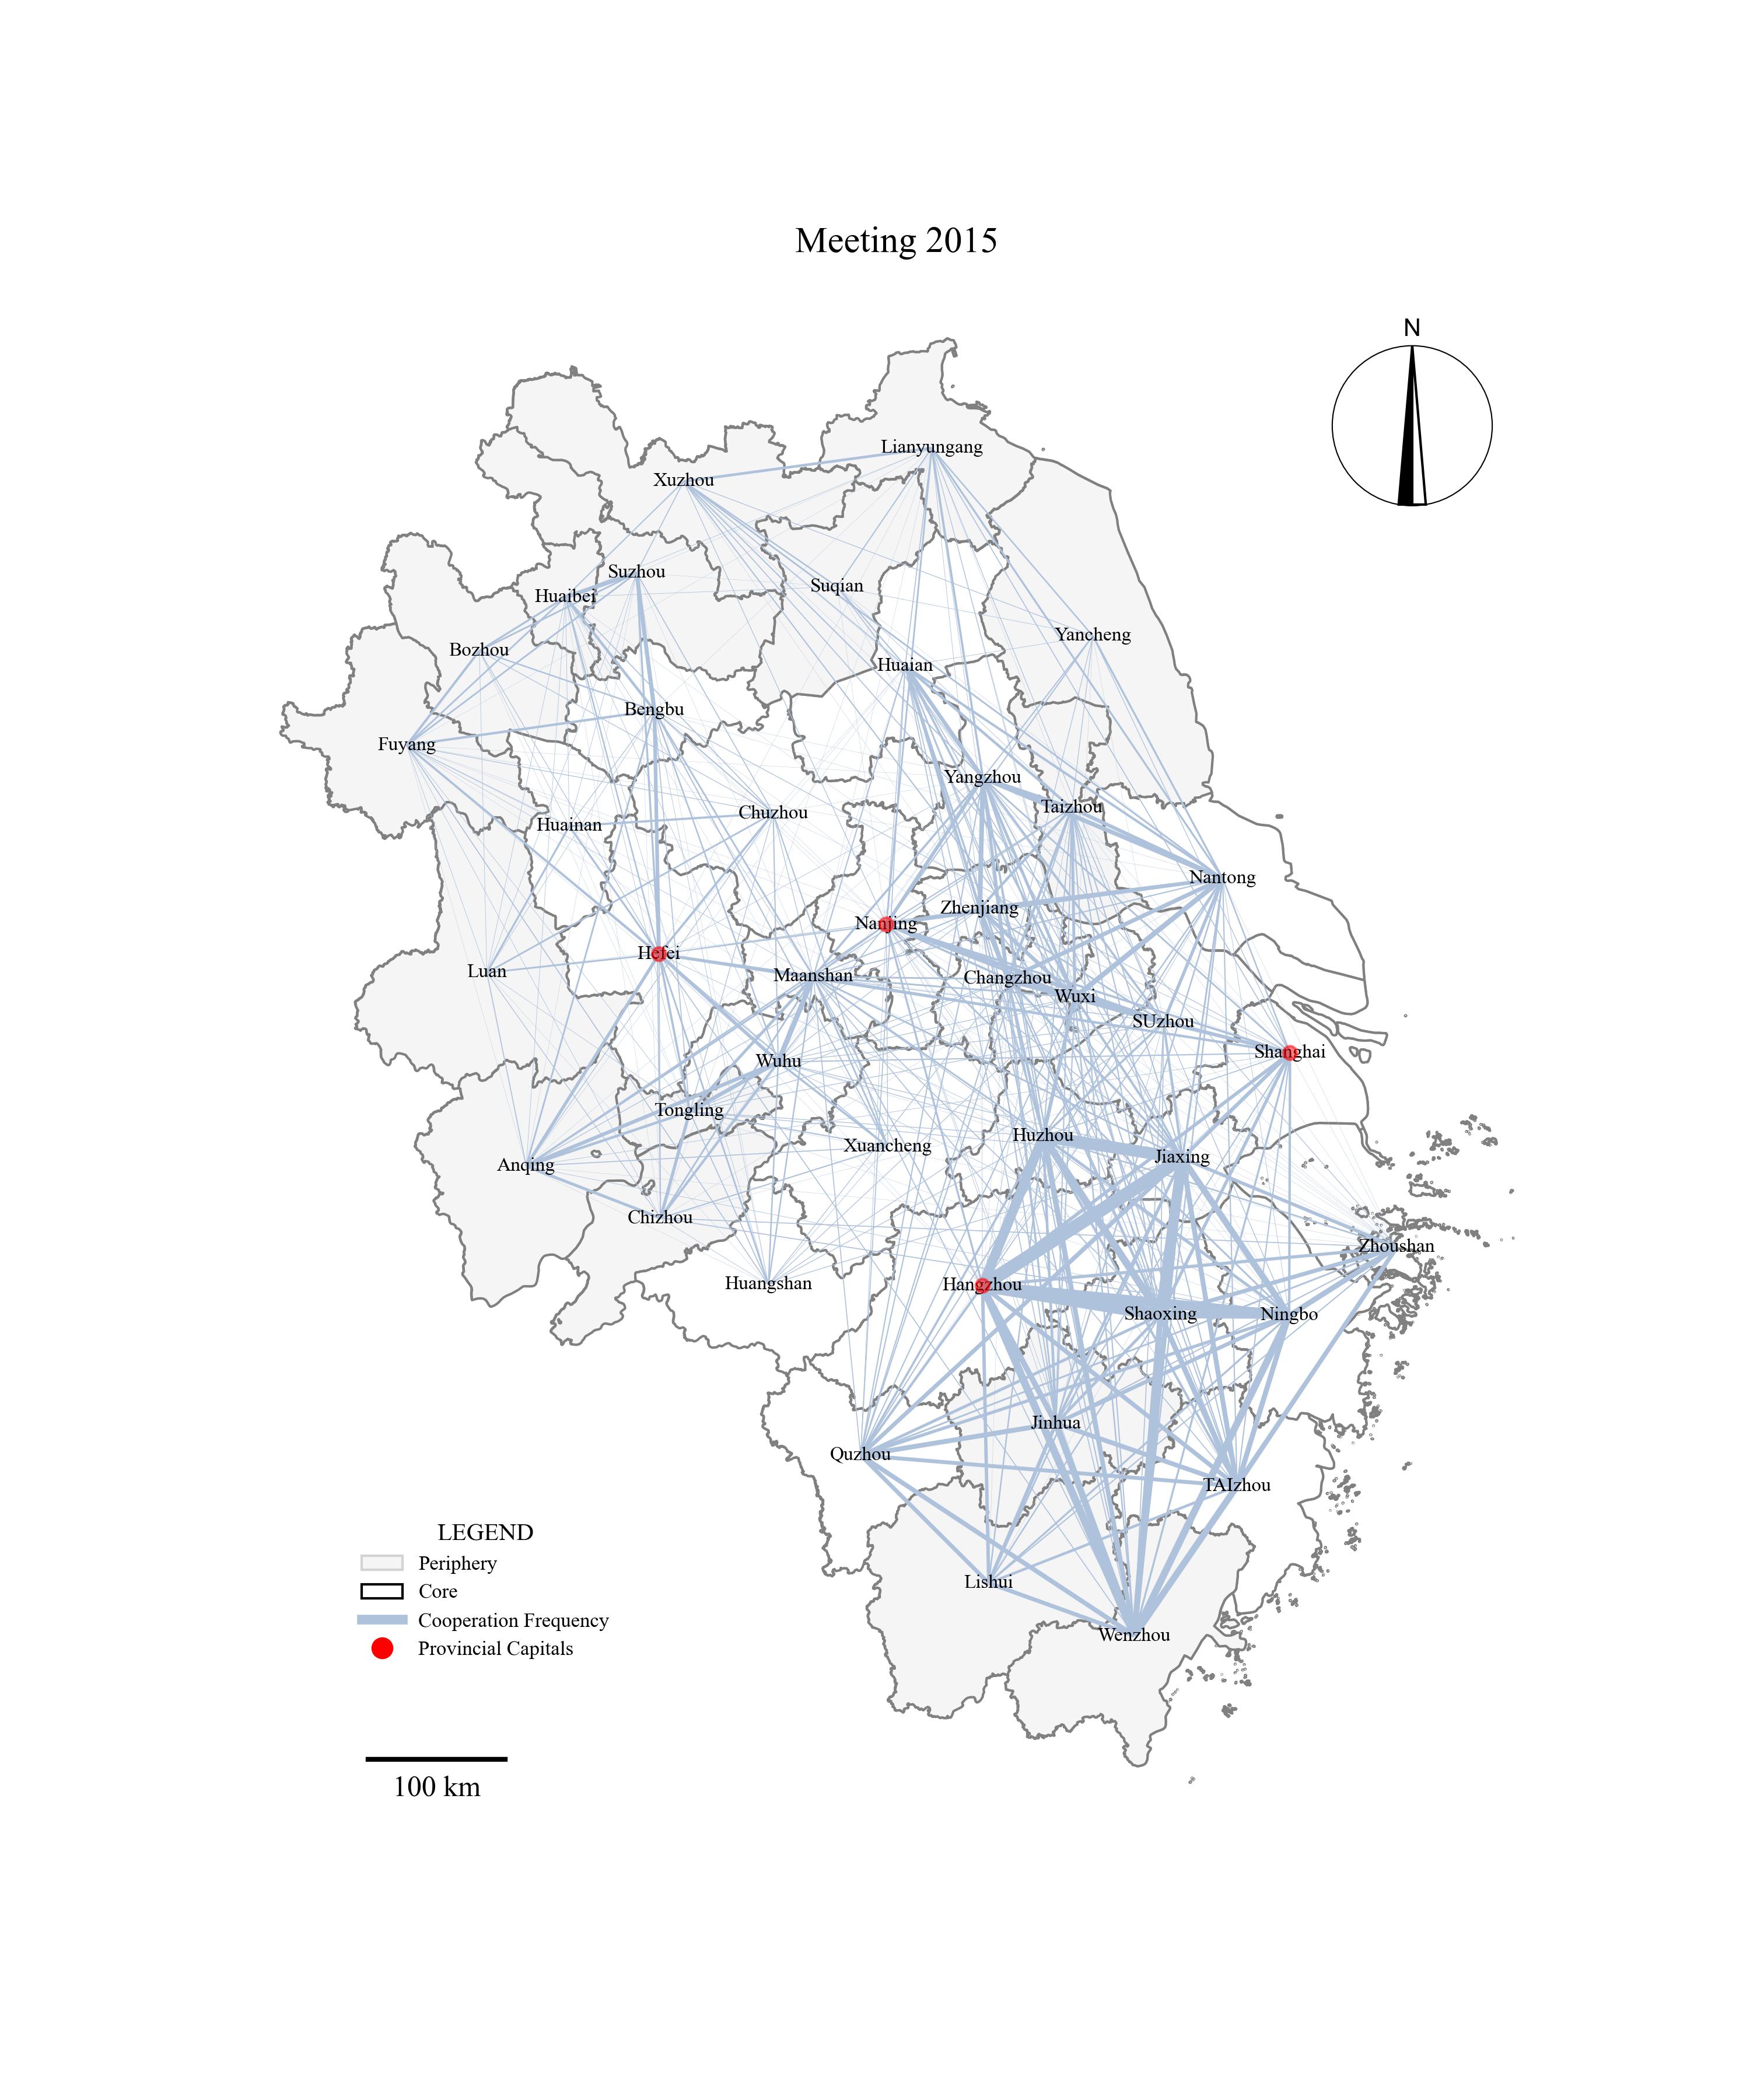 Meeting 2015
N
Lianyungang
Xuzhou
Suzhou
Suqian
Huaibei
Yancheng
Bozhou
Huaian
Bengbu
Fuyang
Yangzhou
Taizhou
Chuzhou
Huainan
Nantong
Zhenjiang
Nanjing
Hefei
Luan
Maanshan
Changzhou
Wuxi
SUzhou
Shanghai
Wuhu
Tongling
Huzhou
Xuancheng
Jiaxing
Anqing
Chizhou
Zhoushan
Huangshan
Hangzhou
Shaoxing
Ningbo
Jinhua
Quzhou
TAIzhou
Lishui
Wenzhou
LEGEND
Periphery
Core
Cooperation Frequency
Provincial Capitals
100 km